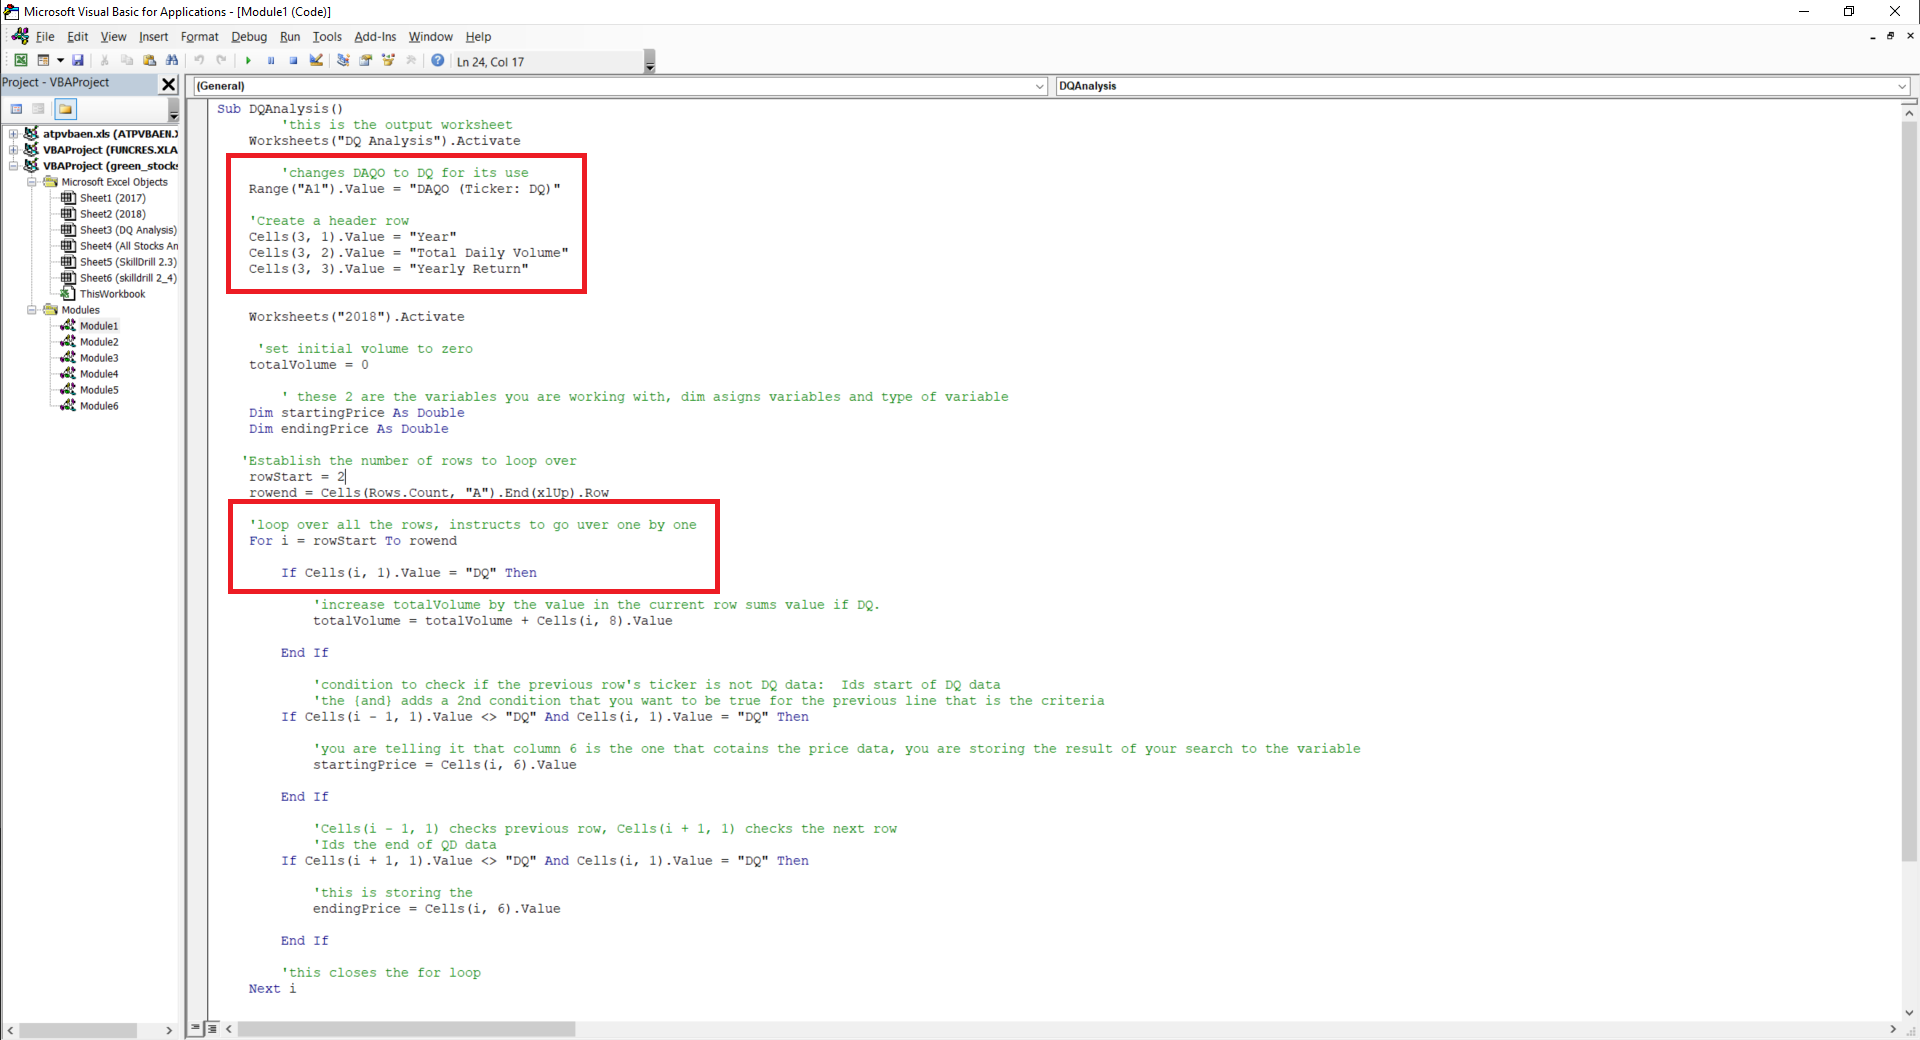 Microsoft Visual Basic for Applications - [Module1 (Code)]
File Edit View Insert Format Debug Run Tools Add-Ins Window Help
Ln 24, Col 17
Project - VBAProject
(General)
DQAnalysis
atpvbaen.xls (ATPVBAEN.X
VBAProject (FUNCRES.XLA
VBAProject (green_stocks
Microsoft Excel Objects
Sheet1 (2017)
Sheet2 (2018)
Sheet3 (DQ Analysis)
Sheet4 (All Stocks An
Sheet5 (SkillDrill 2.3)
Sheet6 (skilldrill 2_4)
ThisWorkbook
Modules
Module1
Module2
Module3
Module4
Module5
Module6
Sub DQAnalysis()
'this is the output worksheet
Worksheets("DQ Analysis").Activate
'changes DAQO to DQ for its use
Range("A1").Value = "DAQO (Ticker: DQ)"
'Create a header row
Cells(3, 1).Value = "Year"
Cells(3, 2).Value = "Total Daily Volume"
Cells(3, 3).Value = "Yearly Return"
Worksheets("2018").Activate
'set initial volume to zero
totalVolume = 0
' these 2 are the variables you are working with, dim asigns variables and type of variable
Dim startingPrice As Double
Dim endingPrice As Double
'Establish the number of rows to loop over
rowStart = 2
rowend = Cells(Rows.Count, "A").End(xlUp).Row
'loop over all the rows, instructs to go uver one by one
For i = rowStart To rowend
If Cells(i, 1).Value = "DQ" Then
'increase totalVolume by the value in the current row sums value if DQ.
totalVolume = totalVolume + Cells(i, 8).Value
End If
'condition to check if the previous row's ticker is not DQ data:  Ids start of DQ data
'the {and} adds a 2nd condition that you want to be true for the previous line that is the criteria
If Cells(i - 1, 1).Value <> "DQ" And Cells(i, 1).Value = "DQ" Then
'you are telling it that column 6 is the one that cotains the price data, you are storing the result of your search to the variable
startingPrice = Cells(i, 6).Value
End If
'Cells(i - 1, 1) checks previous row, Cells(i + 1, 1) checks the next row
'Ids the end of QD data
If Cells(i + 1, 1).Value <> "DQ" And Cells(i, 1).Value = "DQ" Then
'this is storing the
endingPrice = Cells(i, 6).Value
End If
'this closes the for loop
Next i